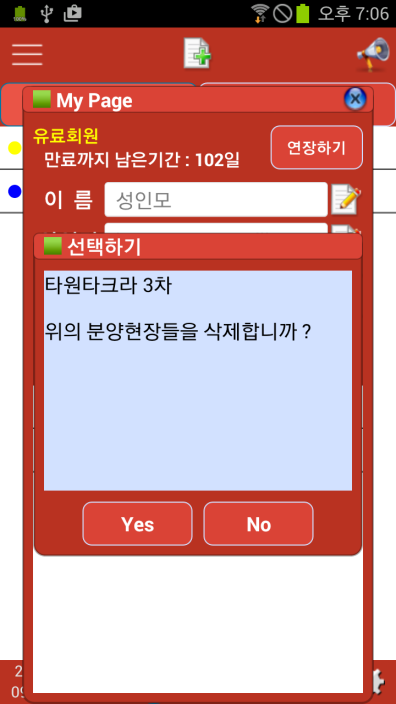 오후 7:06
My Page
유료회원
만료까지 남은기간 : 102일
연장하기
이 름
성인모
선택하기
타원타크라 3차
위의 분양현장들을 삭제합니까 ?
Yes
No
2
09